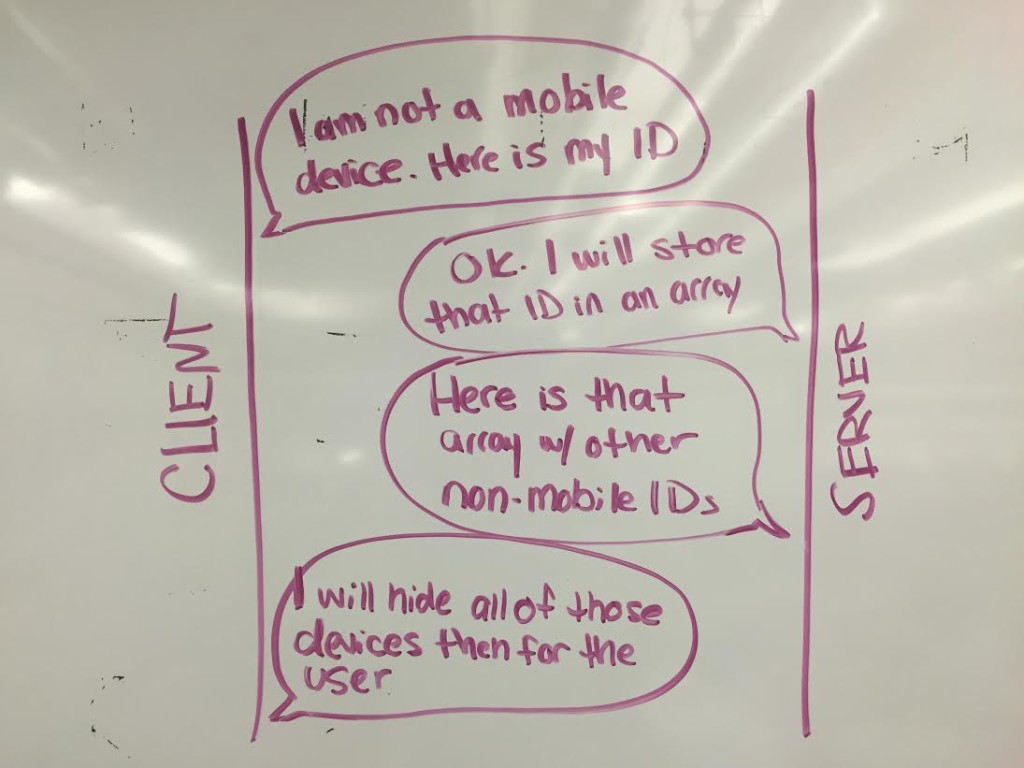 I am not a mobile
device. Here is my ID
Ok. I will store
that ID in an array
Here is that
array w/ other
non-mobile IDs
I will hide all of those
devices then for the
user
CLIENT
SERVER